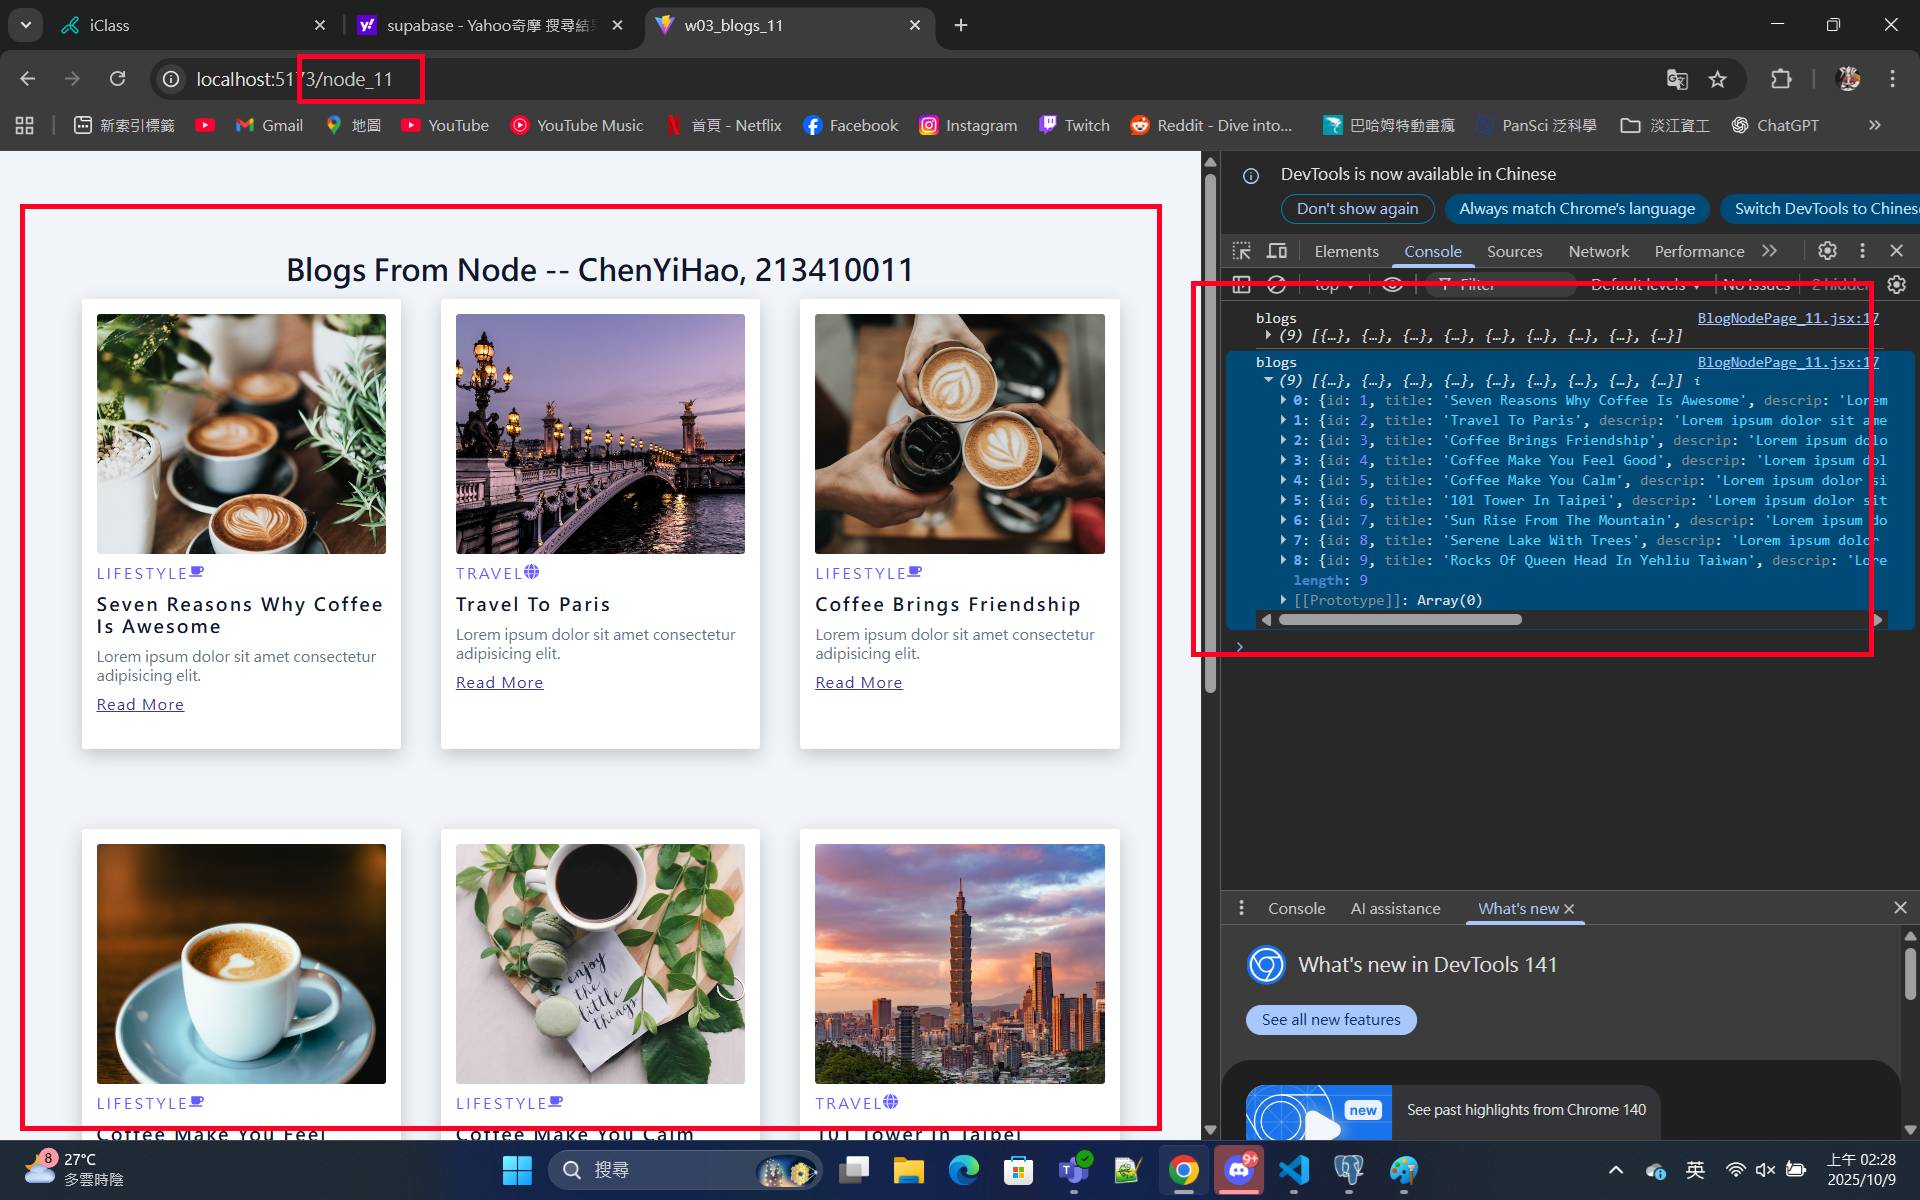 iClass
supabase - Yahoo奇摩 搜尋結果
w03_blogs_11
localhost:5173/node_11
新索引標籤
Gmail
地圖
YouTube
YouTube Music
首頁 - Netflix
Facebook
Instagram
Twitch
Reddit - Dive into...
巴哈姆特動畫瘋
PanSci 泛科學
淡江資工
ChatGPT
»
Blogs From Node -- ChenYiHao, 213410011
LIFESTYLE
Seven Reasons Why Coffee
Is Awesome
Lorem ipsum dolor sit amet consectetur
adipisicing elit.
Read More
TRAVEL
Travel To Paris
Lorem ipsum dolor sit amet consectetur
adipisicing elit.
Read More
LIFESTYLE
Coffee Brings Friendship
Lorem ipsum dolor sit amet consectetur
adipisicing elit.
Read More
LIFESTYLE
Coffee Make You Feel
enjoy
the
little
things
LIFESTYLE
Coffee Make You Calm
TRAVEL
101 Tower In Taipei
DevTools is now available in Chinese
Don't show again
Always match Chrome's language
Switch DevTools to Chinese
Elements
Console
Sources
Network
Performance
top
Filter
Default levels
No Issues
2 hidden
blogs BlogNodePage_11.jsx:17
(9) [{…}, {…}, {…}, {…}, {…}, {…}, {…}, {…}, {…}]
blogs BlogNodePage_11.jsx:17
(9) [{…}, {…}, {…}, {…}, {…}, {…}, {…}, {…}, {…}] i
0: {id: 1, title: 'Seven Reasons Why Coffee Is Awesome', descrip: 'Lorem
1: {id: 2, title: 'Travel To Paris', descrip: 'Lorem ipsum dolor sit ame
2: {id: 3, title: 'Coffee Brings Friendship', descrip: 'Lorem ipsum dolo
3: {id: 4, title: 'Coffee Make You Feel Good', descrip: 'Lorem ipsum dol
4: {id: 5, title: 'Coffee Make You Calm', descrip: 'Lorem ipsum dolor si
5: {id: 6, title: '101 Tower In Taipei', descrip: 'Lorem ipsum dolor sit
6: {id: 7, title: 'Sun Rise From The Mountain', descrip: 'Lorem ipsum do
7: {id: 8, title: 'Serene Lake With Trees', descrip: 'Lorem ipsum dolor
8: {id: 9, title: 'Rocks Of Queen Head In Yehliu Taiwan', descrip: 'Lore
length: 9
[[Prototype]]: Array(0)
Console
AI assistance
What's new
What's new in DevTools 141
See all new features
new
See past highlights from Chrome 140
8
27°C
多雲時陰
搜尋
9+
英
上午 02:28
2025/10/9